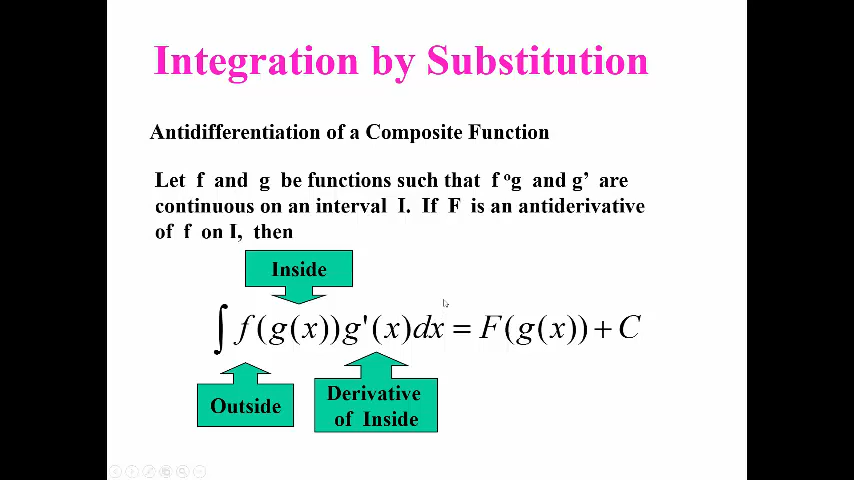 Integration by Substitution
Antidifferentiation of a Composite Function
Let f and g be functions such that f ᵒg and g’ are
continuous on an interval I. If F is an antiderivative
of f on I, then
Inside
∫ f(g(x))g'(x)dx = F(g(x)) + C
Outside
Derivative
of Inside